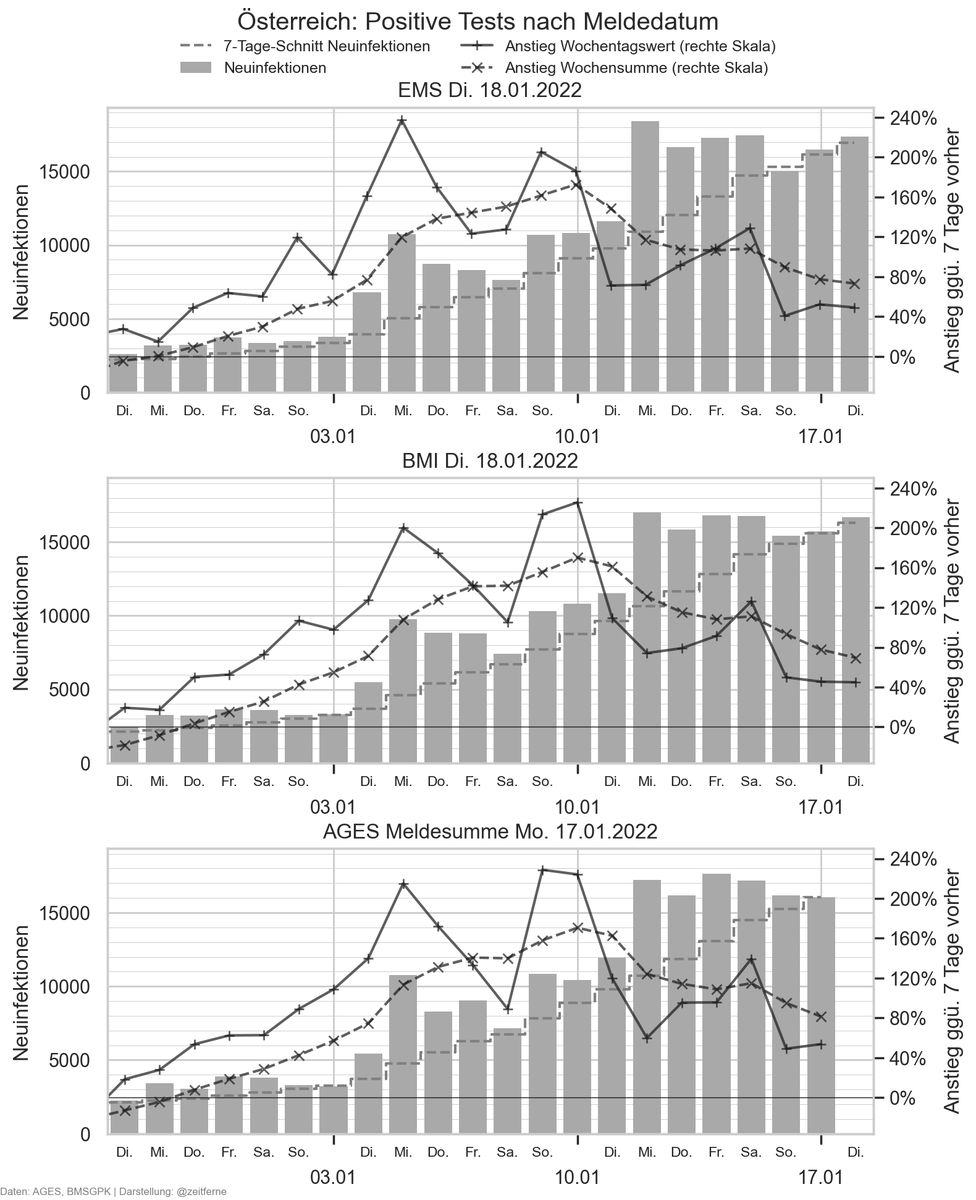 Österreich: Positive Tests nach Meldedatum
7-Tage-Schnitt Neuinfektionen
Neuinfektionen
Anstieg Wochentagswert (rechte Skala)
Anstieg Wochensumme (rechte Skala)
EMS Di. 18.01.2022
Neuinfektionen
15000
10000
5000
0
240%
200%
160%
120%
80%
40%
0%
Anstieg ggü. 7 Tage vorher
Di. Mi. Do. Fr. Sa. So. Di. Mi. Do. Fr. Sa. So. Di. Mi. Do. Fr. Sa. So. Di.
03.01 10.01 17.01
BMI Di. 18.01.2022
Neuinfektionen
15000
10000
5000
0
240%
200%
160%
120%
80%
40%
0%
Anstieg ggü. 7 Tage vorher
Di. Mi. Do. Fr. Sa. So. Di. Mi. Do. Fr. Sa. So. Di. Mi. Do. Fr. Sa. So. Di.
03.01 10.01 17.01
AGES Meldesumme Mo. 17.01.2022
Neuinfektionen
15000
10000
5000
0
240%
200%
160%
120%
80%
40%
0%
Anstieg ggü. 7 Tage vorher
Di. Mi. Do. Fr. Sa. So. Di. Mi. Do. Fr. Sa. So. Di. Mi. Do. Fr. Sa. So. Di.
03.01 10.01 17.01
Daten: AGES, BMSGPK | Darstellung: @zeitferne